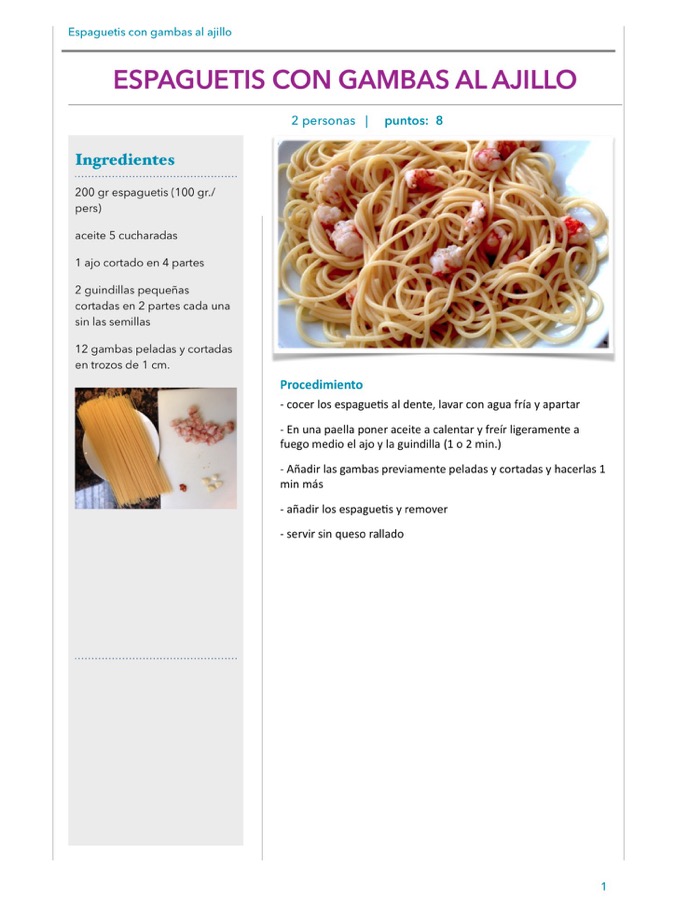 Espaguetis con gambas al ajillo
ESPAGUETIS CON GAMBAS AL AJILLO
2 personas | puntos: 8
Ingredientes
200 gr espaguetis (100 gr./
pers)
aceite 5 cucharadas
1 ajo cortado en 4 partes
2 guindillas pequeñas
cortadas en 2 partes cada una
sin las semillas
12 gambas peladas y cortadas
en trozos de 1 cm.
Procedimiento
- cocer los espaguetis al dente, lavar con agua fría y apartar
- En una paella poner aceite a calentar y freír ligeramente a
fuego medio el ajo y la guindilla (1 o 2 min.)
- Añadir las gambas previamente peladas y cortadas y hacerlas 1
min más
- añadir los espaguetis y remover
- servir sin queso rallado
1